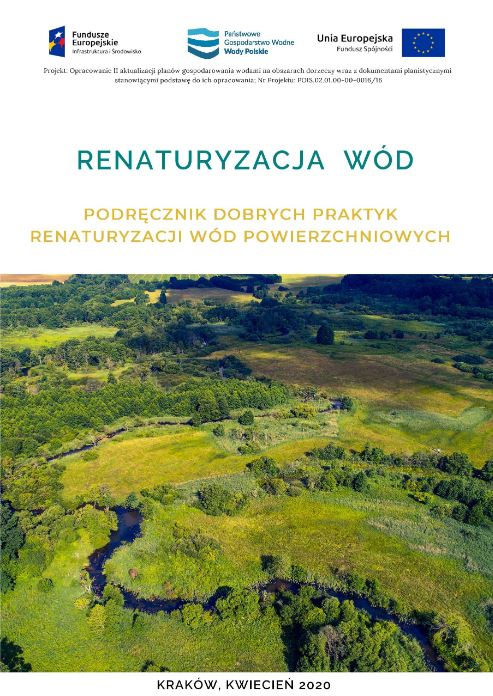 Fundusze
Europejskie
Infrastruktura i Środowisko
Państwowe
Gospodarstwo Wodne
Wody Polskie
Unia Europejska
Fundusz Spójności
Projekt: Opracowanie II aktualizacji planów gospodarowania wodami na obszarach dorzeczy wraz z dokumentami planistycznymi
stanowiącymi podstawę do ich opracowania; Nr Projektu: POIS.02.01.00-00-0016/16
RENATURYZACJA WÓD
PODRĘCZNIK DOBRYCH PRAKTYK
RENATURYZACJI WÓD POWIERZCHNIOWYCH
KRAKÓW, KWIECIEŃ 2020